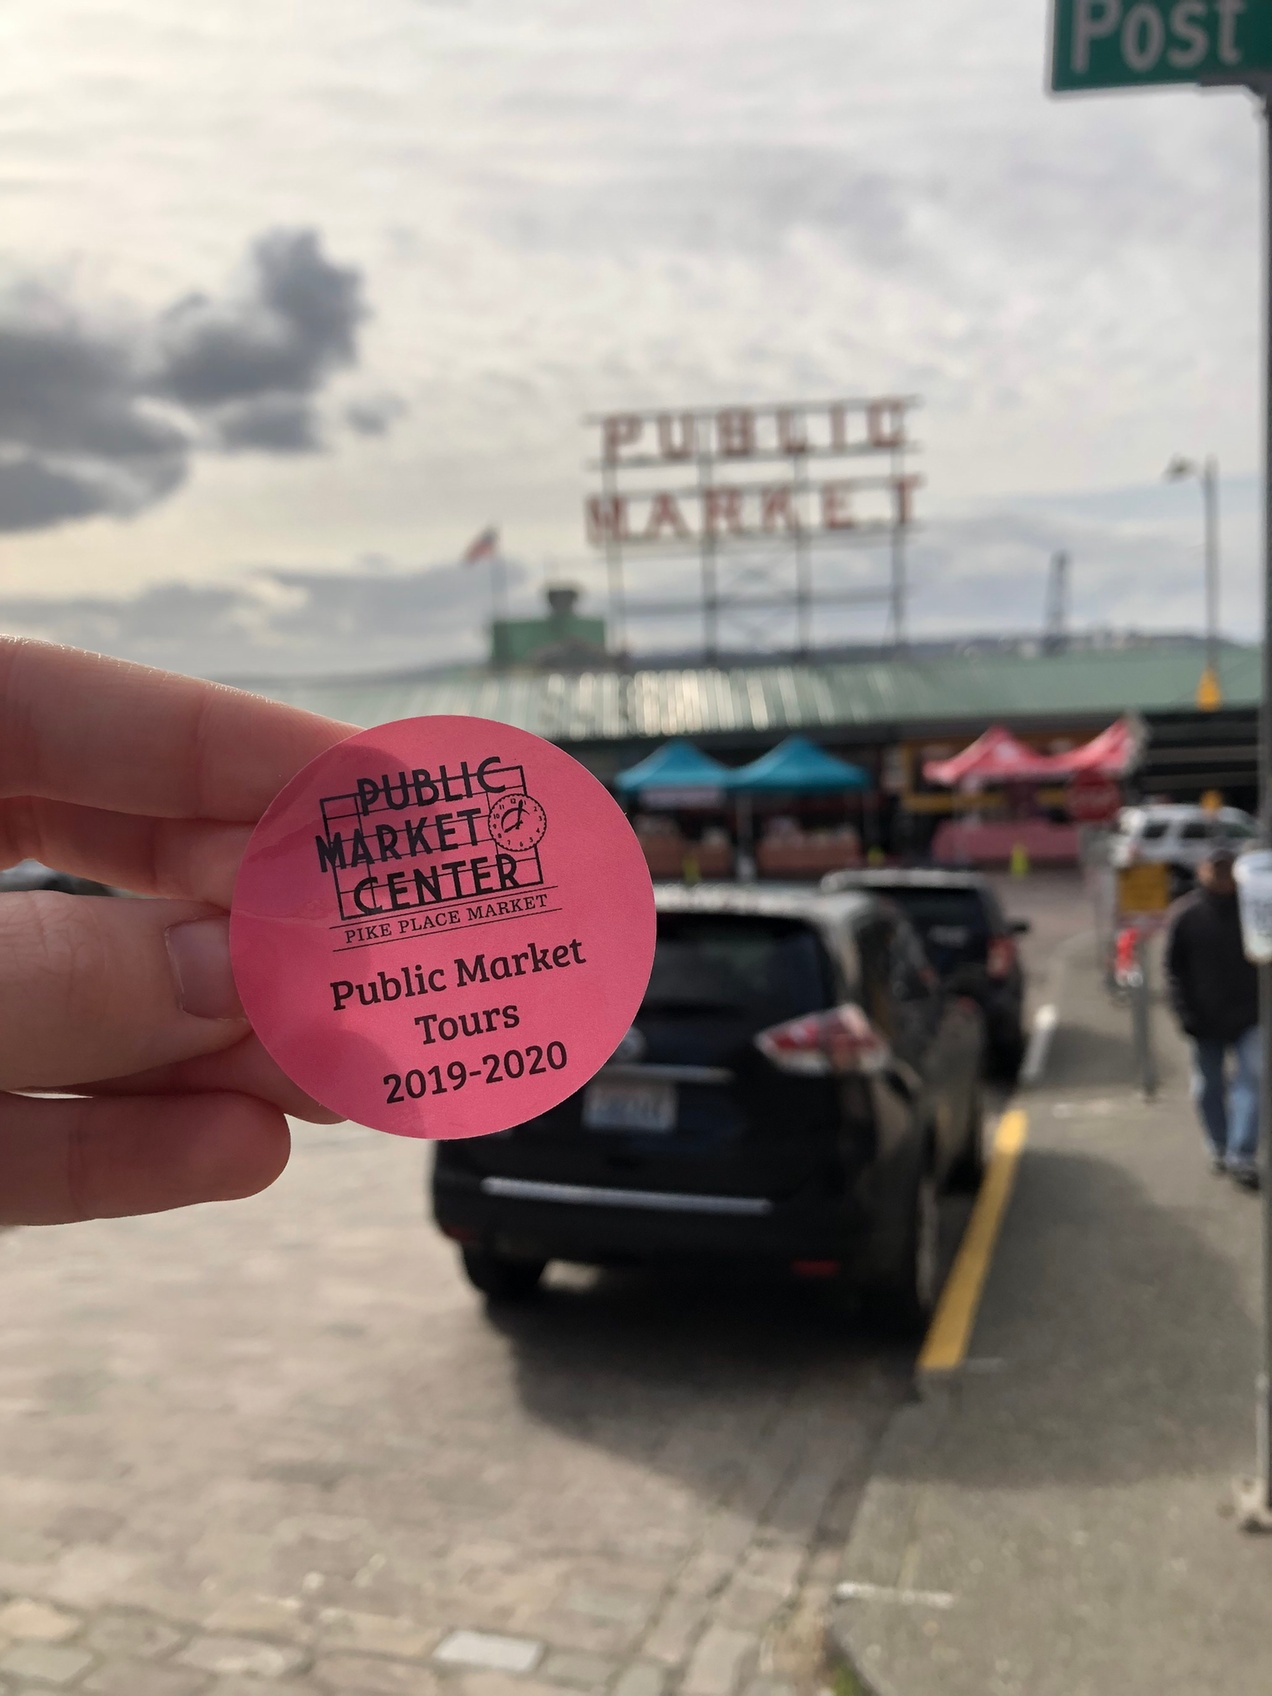 Post
PUBLIC
MARKET
PUBLIC
MARKET
CENTER
PIKE PLACE MARKET
Public Market
Tours
2019-2020